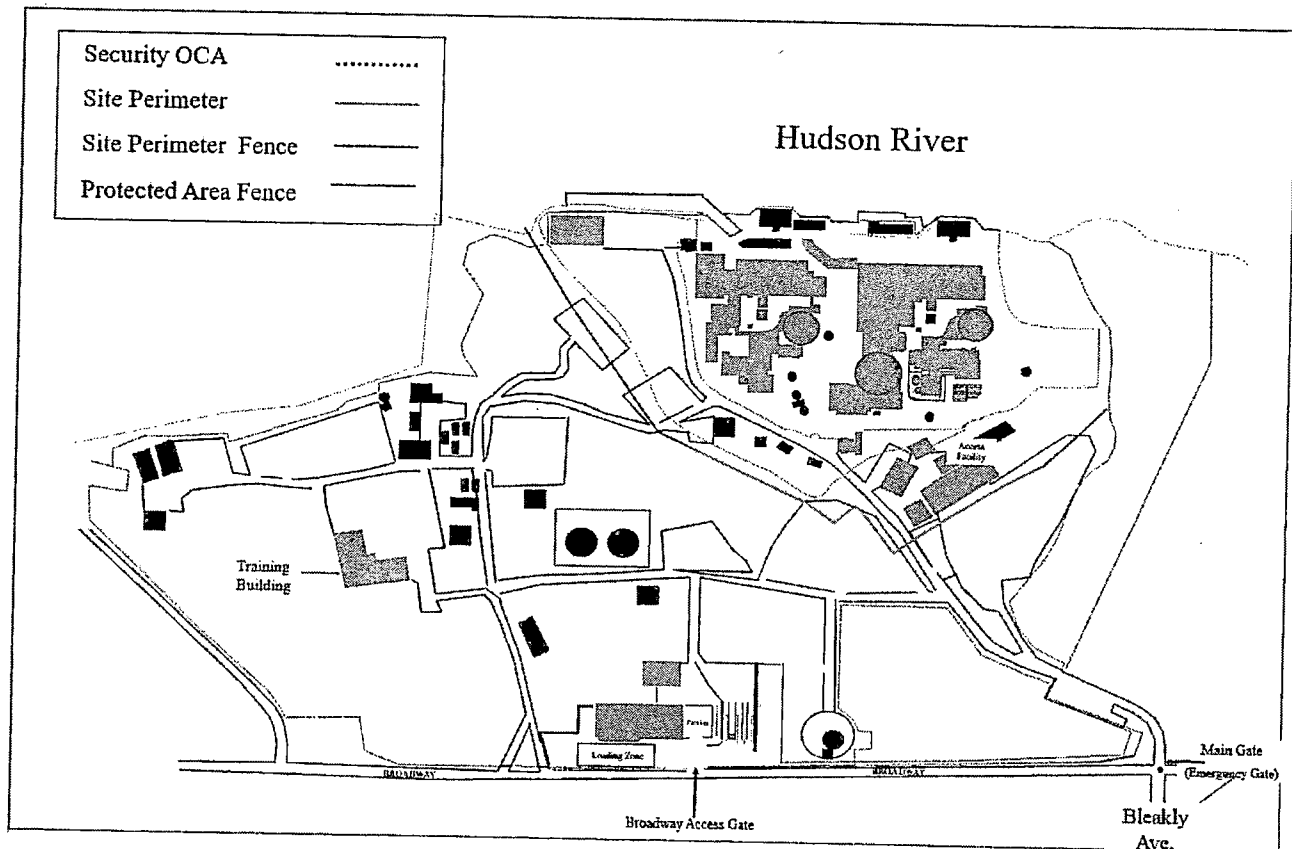 Security OCA
Site Perimeter
Site Perimeter Fence
Protected Area Fence
Hudson River
Access
Facility
Training
Building
Parking
Loading Zone
BROADWAY
BROADWAY
Main Gate
(Emergency Gate)
Broadway Access Gate
Bleakly
Ave.